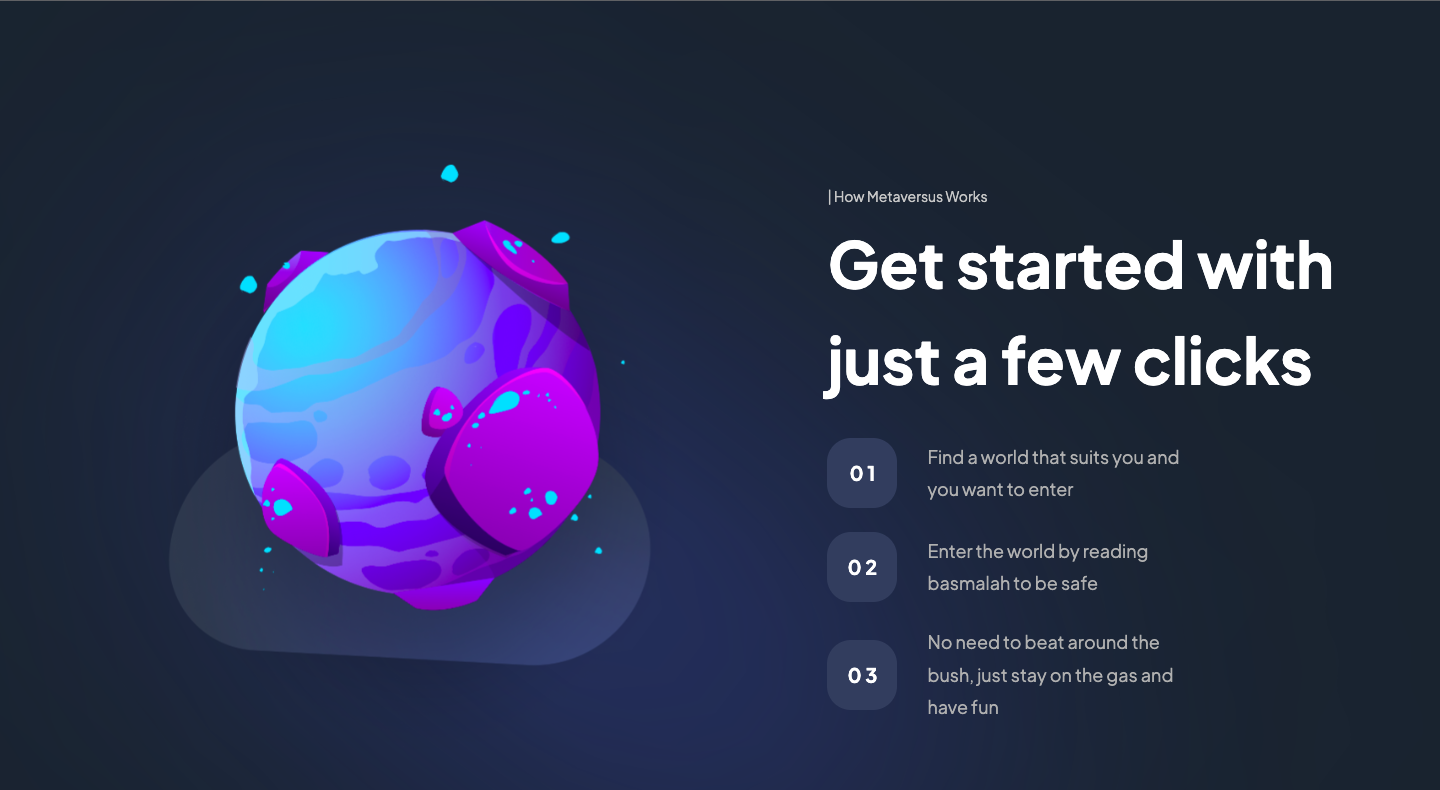 | How Metaversus Works
Get started with
just a few clicks
01
Find a world that suits you and
you want to enter
02
Enter the world by reading
basmalah to be safe
03
No need to beat around the
bush, just stay on the gas and
have fun